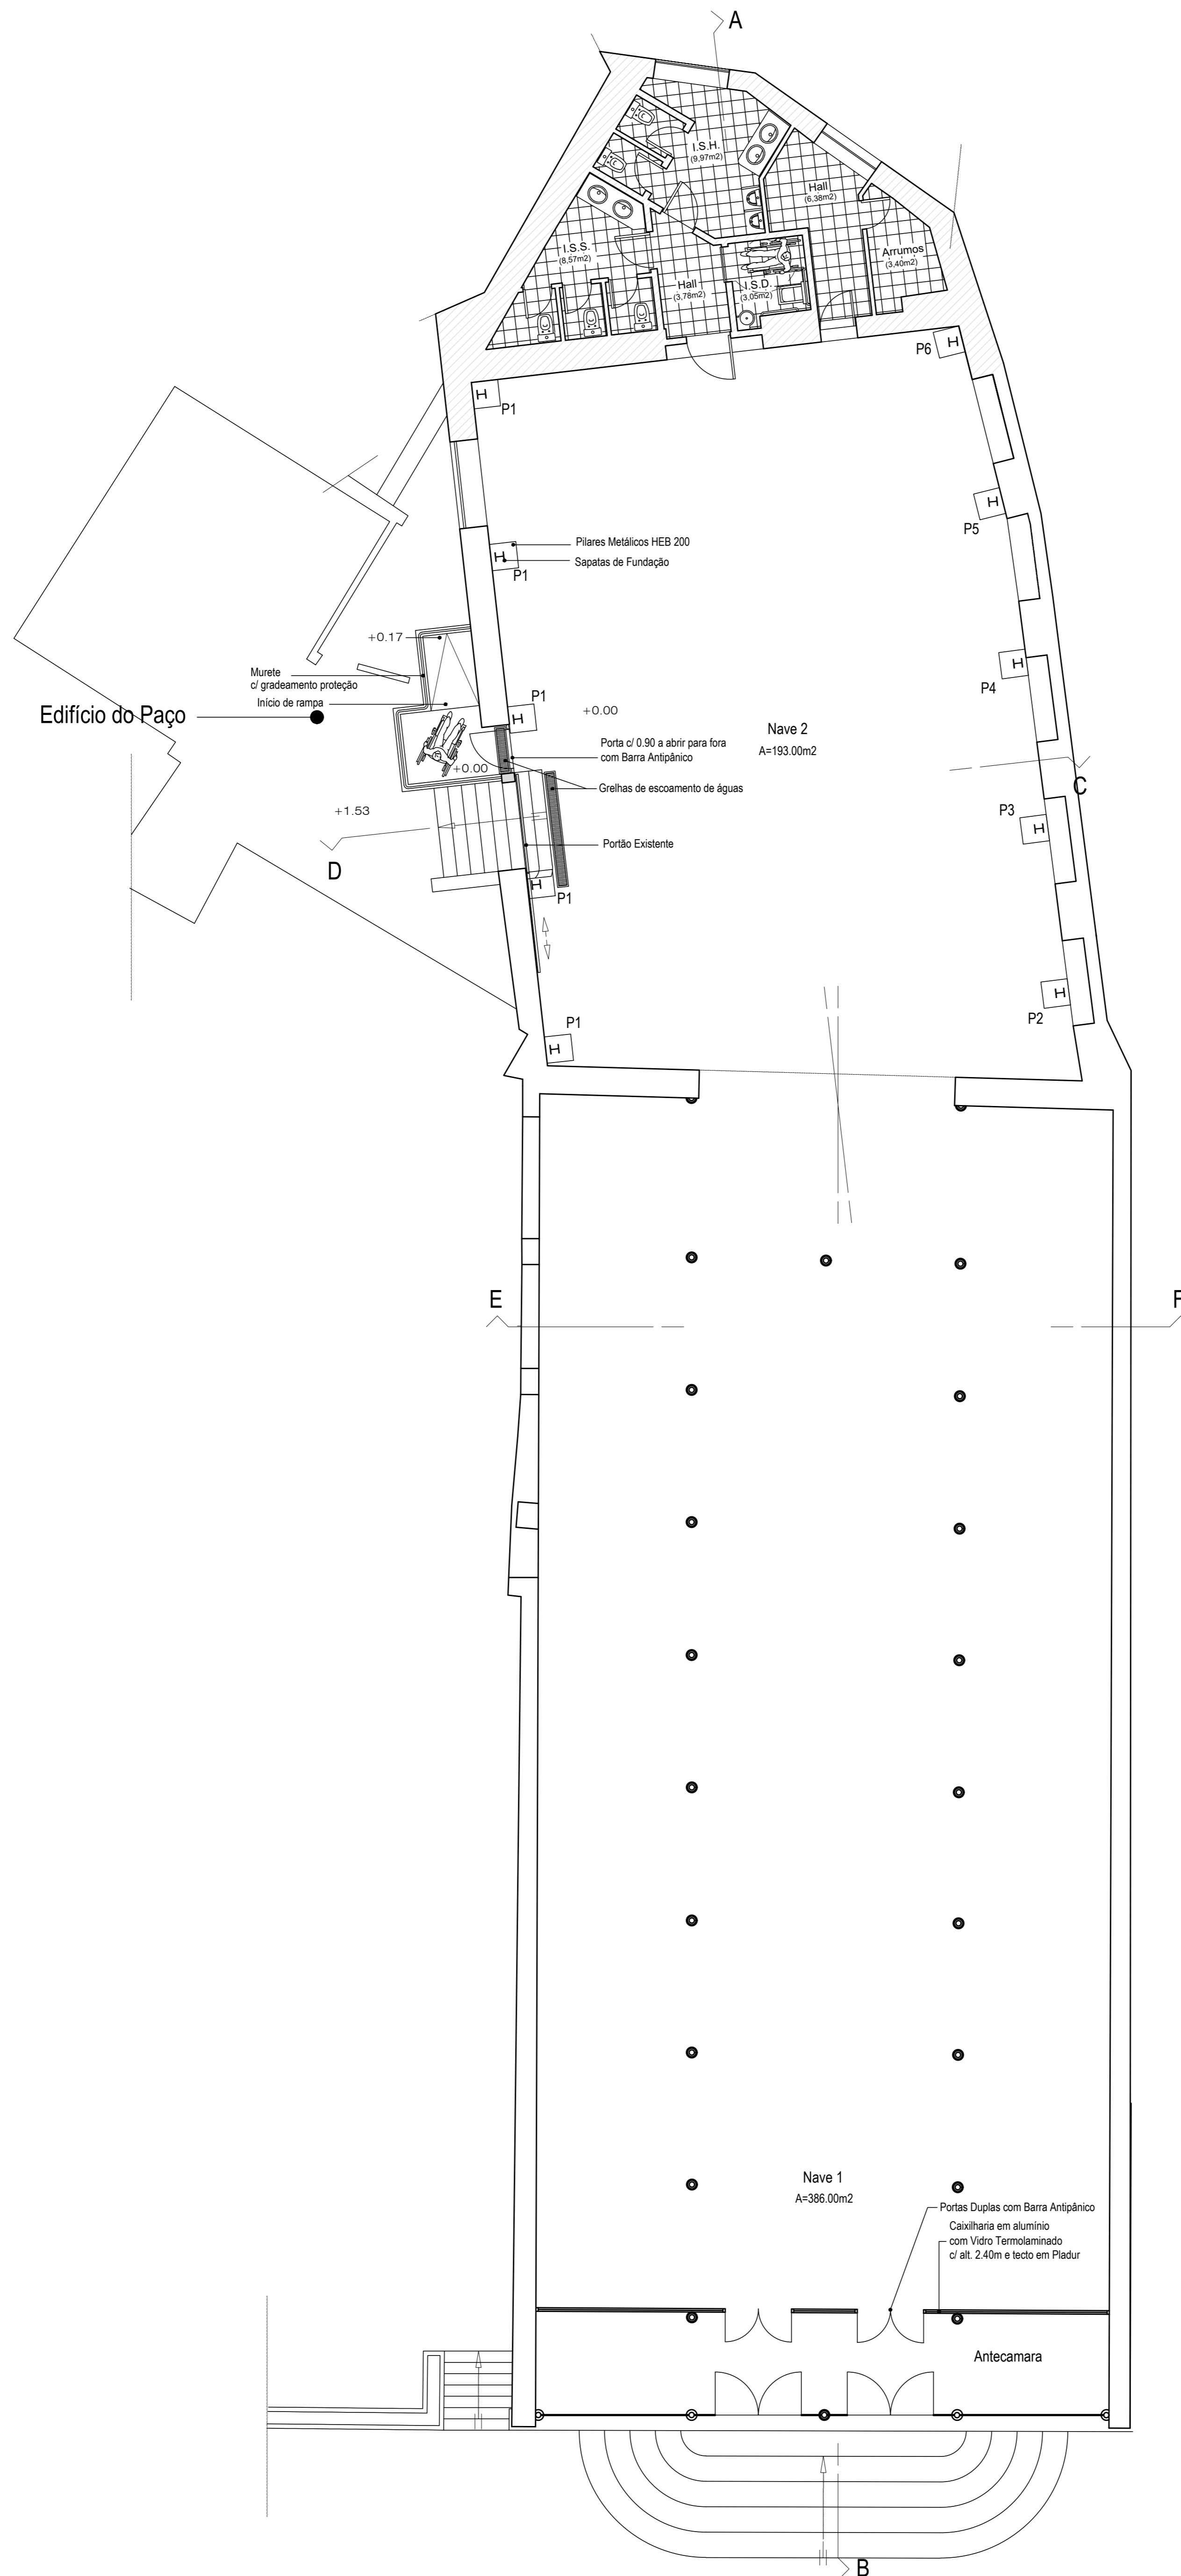 A
I.S.H.
(9,97m2)
Hall
(6,38m2)
I.S.S.
(8,57m2)
Arrumos
(3,40m2)
Hall
(3,78m2)
I.S.D.
(3,05m2)
P6
P1
P5
Pilares Metálicos HEB 200
Sapatas de Fundação
P1
+0.17
Murete
c/ gradeamento proteção
Início de rampa
P4
Edifício do Paço
P1
+0.00
Nave 2
A=193.00m2
Porta c/ 0.90 a abrir para fora
com Barra Antipânico
+0.00
Grelhas de escoamento de águas
C
+1.53
P3
D
Portão Existente
P1
P2
P1
E
F
Nave 1
A=386.00m2
Portas Duplas com Barra Antipânico
Caixilharia em alumínio
com Vidro Termolaminado
c/ alt. 2.40m e tecto em Pladur
Antecamara
B